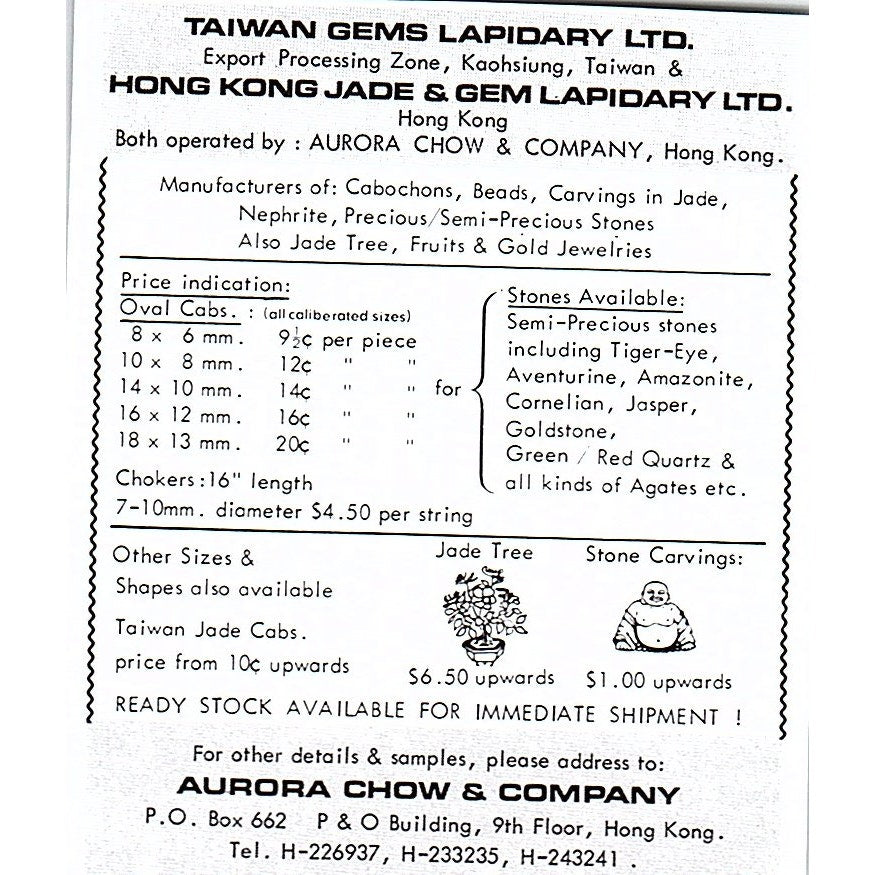 TAIWAN GEMS LAPIDARY LTD.
Export Processing Zone, Kaohsiung, Taiwan &
HONG KONG JADE & GEM LAPIDARY LTD.
Hong Kong
Both operated by : AURORA CHOW & COMPANY, Hong Kong.
Manufacturers of: Cabochons, Beads, Carvings in Jade,
Nephrite, Precious/Semi-Precious Stones
Also Jade Tree, Fruits & Gold Jewelries
Price indication:
Oval Cabs. : (all caliberated sizes)
8 x 6 mm. 9½¢ per piece
10 x 8 mm. 12¢ " "
14 x 10 mm. 14¢ " "
16 x 12 mm. 16¢ " "
18 x 13 mm. 20¢ " "
for
Stones Available:
Semi-Precious stones
including Tiger-Eye,
Aventurine, Amazonite,
Cornelian, Jasper,
Goldstone,
Green / Red Quartz &
all kinds of Agates etc.
Chokers:16" length
7-10mm. diameter $4.50 per string
Other Sizes &
Shapes also available
Taiwan Jade Cabs.
price from 10¢ upwards
Jade Tree
$6.50 upwards
Stone Carvings:
$1.00 upwards
READY STOCK AVAILABLE FOR IMMEDIATE SHIPMENT !
For other details & samples, please address to:
AURORA CHOW & COMPANY
P.O. Box 662 P & O Building, 9th Floor, Hong Kong.
Tel. H-226937, H-233235, H-243241 .